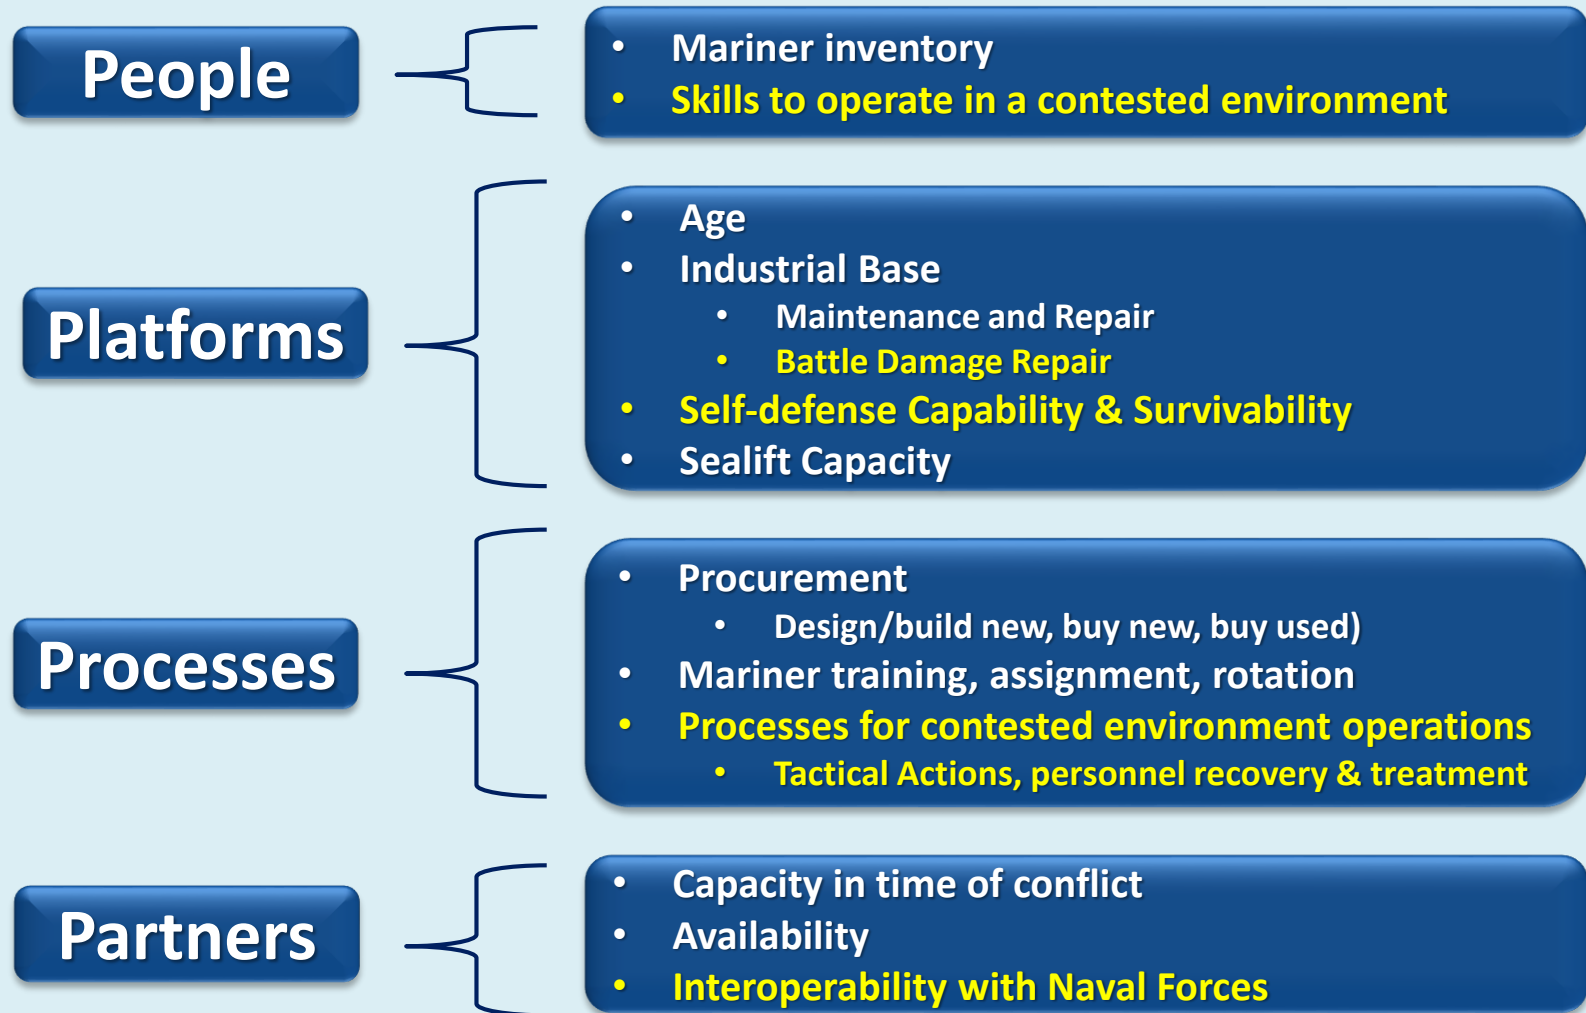 People
• Mariner inventory
• Skills to operate in a contested environment
Platforms
• Age
• Industrial Base
• Maintenance and Repair
• Battle Damage Repair
• Self-defense Capability & Survivability
• Sealift Capacity
Processes
• Procurement
• Design/build new, buy new, buy used)
• Mariner training, assignment, rotation
• Processes for contested environment operations
• Tactical Actions, personnel recovery & treatment
Partners
• Capacity in time of conflict
• Availability
• Interoperability with Naval Forces